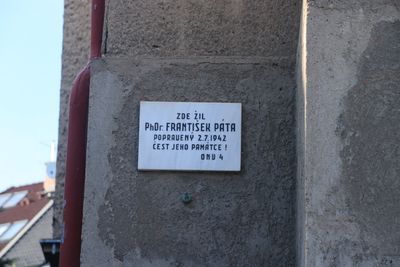 ZDE ŽIL
PhDr. FRANTIŠEK PÁTA
POPRAVENÝ 2.7.1942
ČEST JEHO PAMÁTCE !
ONV 4